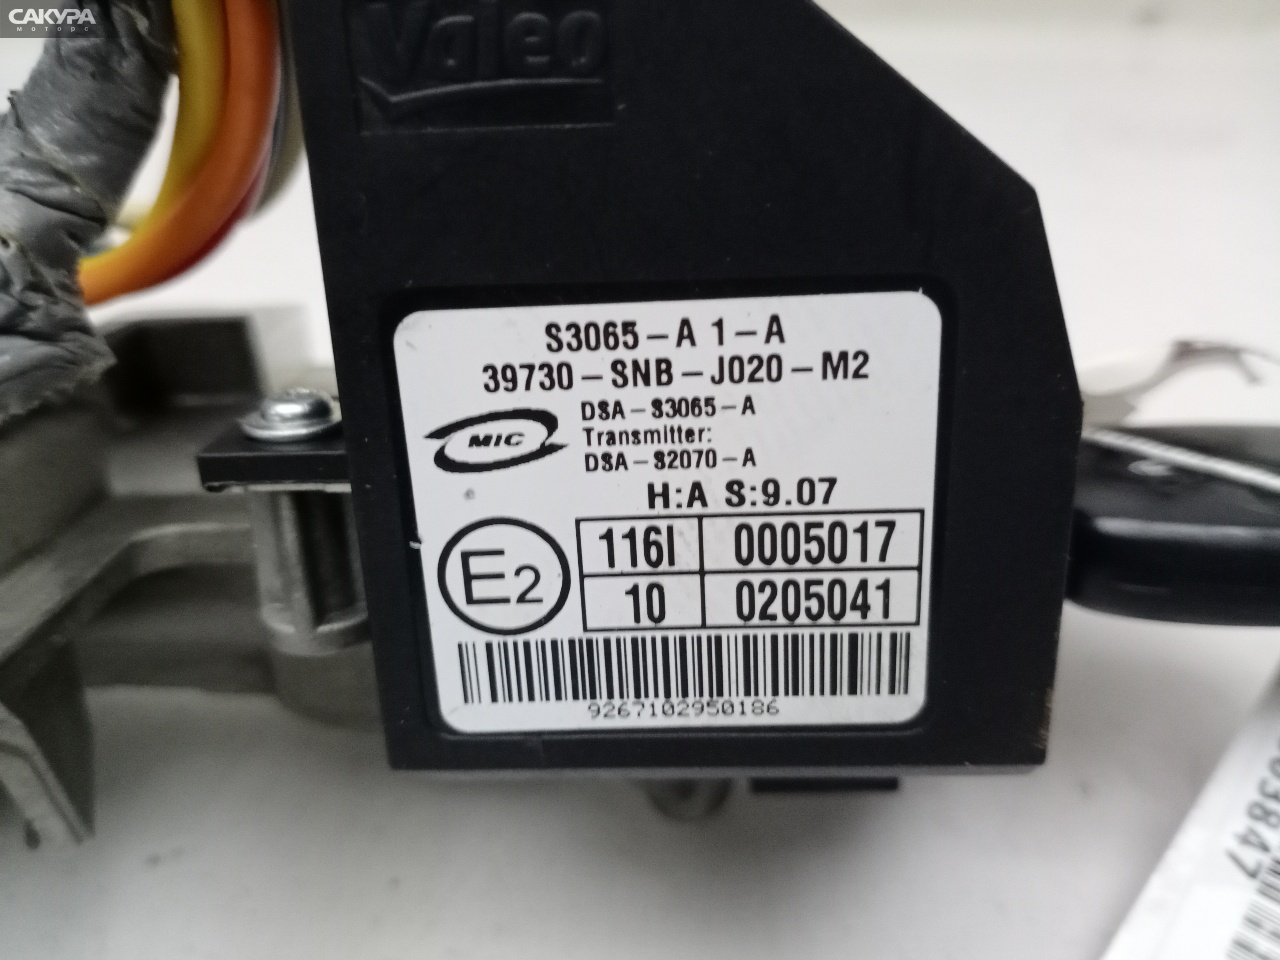 САКУРА
моторс
Valeo
S3065-A 1-A
39730-SNB-J020-M2
MIC
DSA-S3065-A
Transmitter:
DSA-S2070-A
H:A S:9.07
E2
116I 0005017
10 0205041
9267102950186